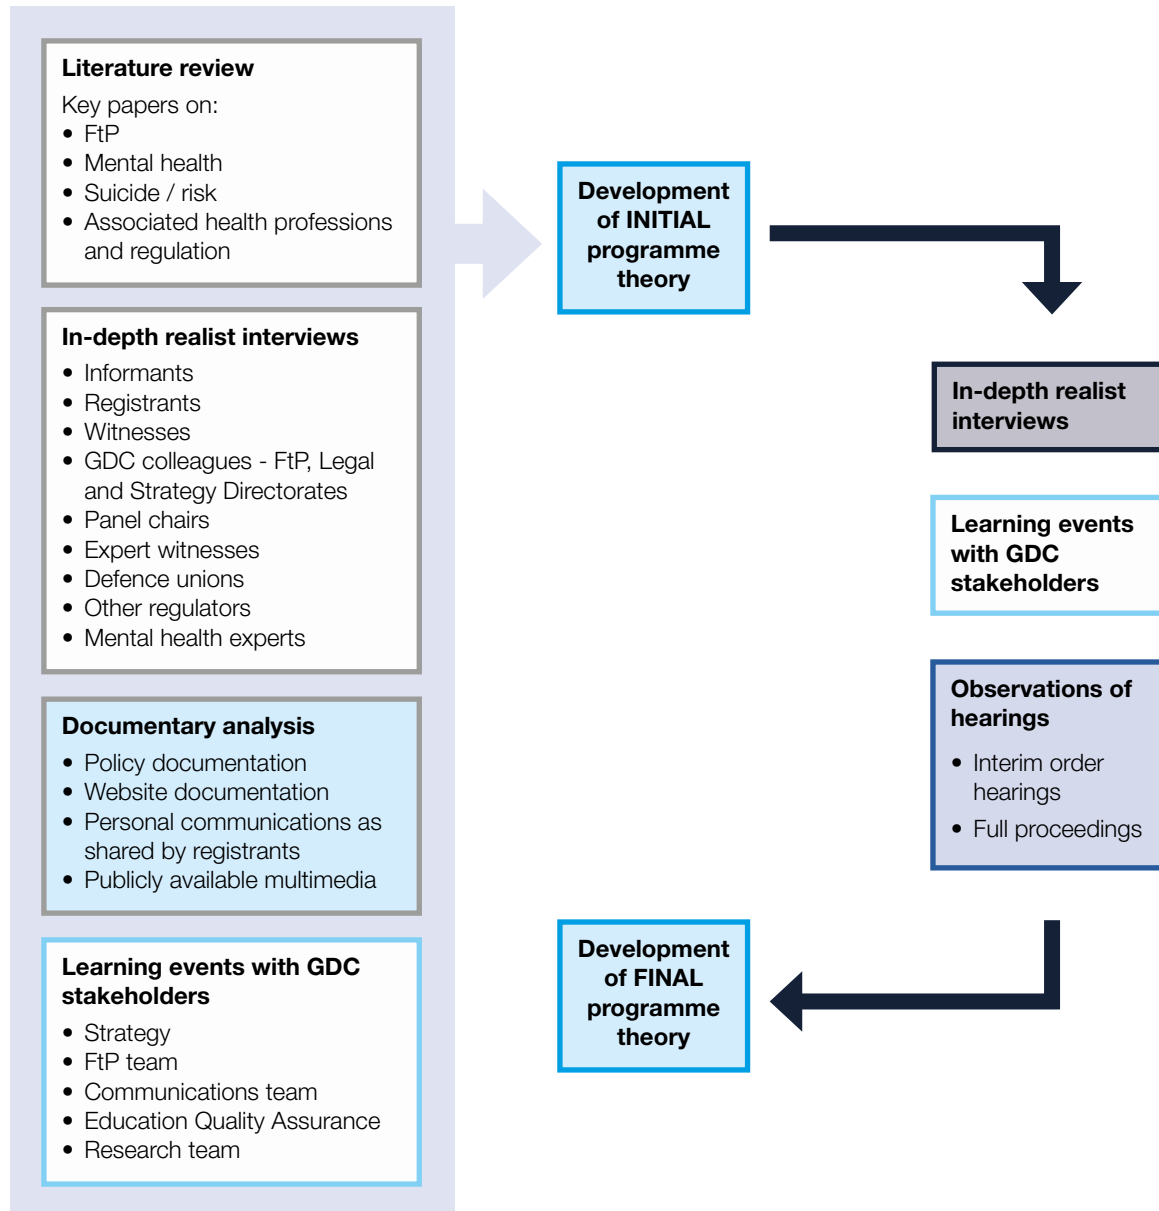 Literature review
Key papers on:
• FtP
• Mental health
• Suicide / risk
• Associated health professions
and regulation
In-depth realist interviews
• Informants
• Registrants
• Witnesses
• GDC colleagues - FtP, Legal
and Strategy Directorates
• Panel chairs
• Expert witnesses
• Defence unions
• Other regulators
• Mental health experts
Documentary analysis
• Policy documentation
• Website documentation
• Personal communications as
shared by registrants
• Publicly available multimedia
Learning events with GDC
stakeholders
• Strategy
• FtP team
• Communications team
• Education Quality Assurance
• Research team
Development
of INITIAL
programme
theory
In-depth realist
interviews
Learning events
with GDC
stakeholders
Observations of
hearings
• Interim order
hearings
• Full proceedings
Development
of FINAL
programme
theory